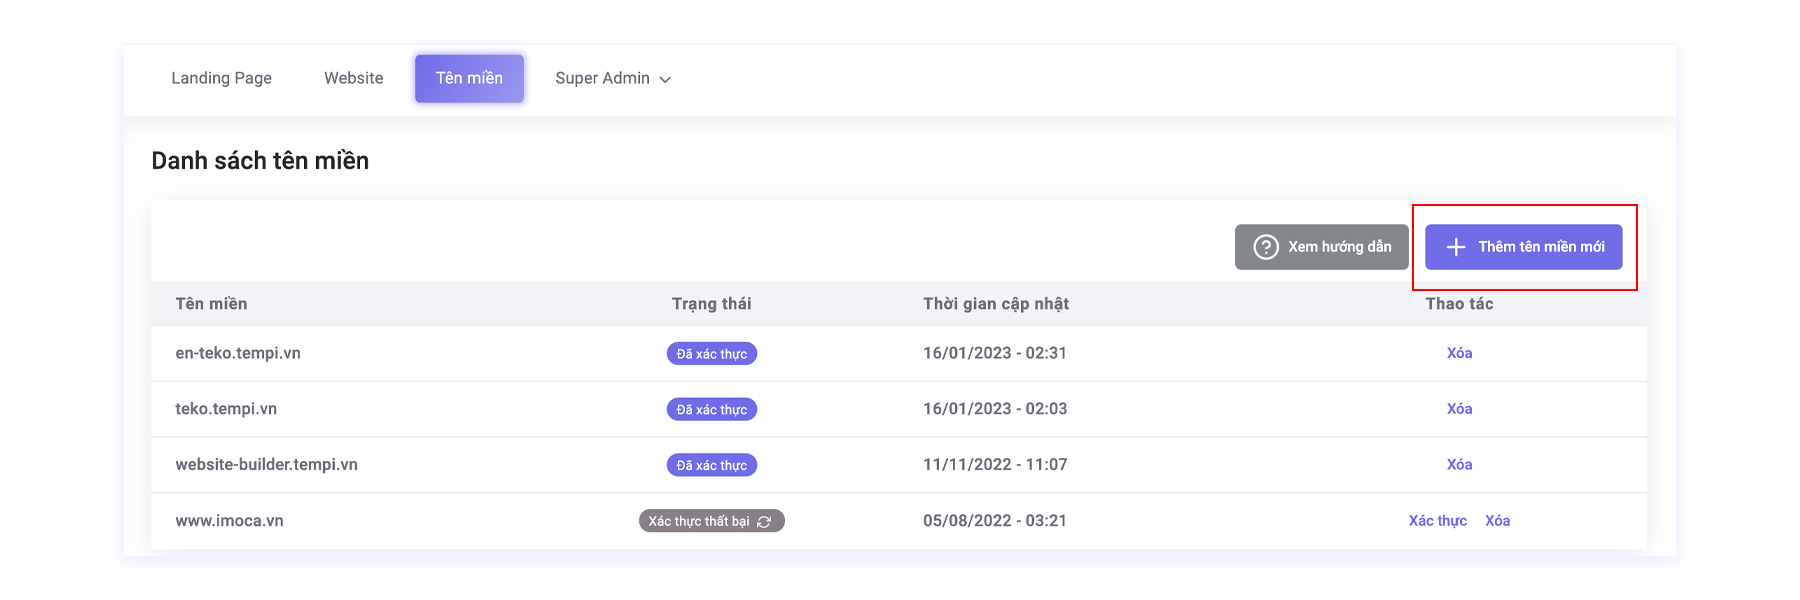 Landing Page Website Tên miền Super Admin
Danh sách tên miền
Xem hướng dẫn Thêm tên miền mới
Tên miền Trạng thái Thời gian cập nhật Thao tác
en-teko.tempi.vn Đã xác thực 16/01/2023 - 02:31 Xóa
teko.tempi.vn Đã xác thực 16/01/2023 - 02:03 Xóa
website-builder.tempi.vn Đã xác thực 11/11/2022 - 11:07 Xóa
www.imoca.vn Xác thực thất bại 05/08/2022 - 03:21 Xác thực Xóa